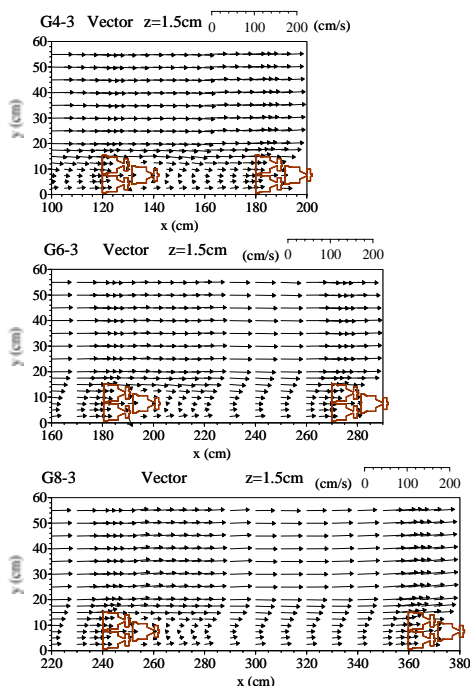 G4-3 Vector z=1.5cm 0 100 200 (cm/s)
60
50
40
30
20
10
0
y (cm)
100 120 140 160 180 200
x (cm)
G6-3 Vector z=1.5cm (cm/s) 0 100 200
60
50
40
30
20
10
0
y (cm)
160 180 200 220 240 260 280
x (cm)
G8-3 Vector z=1.5cm (cm/s) 0 100 200
60
50
40
30
20
10
0
y (cm)
220 240 260 280 300 320 340 360 380
x (cm)